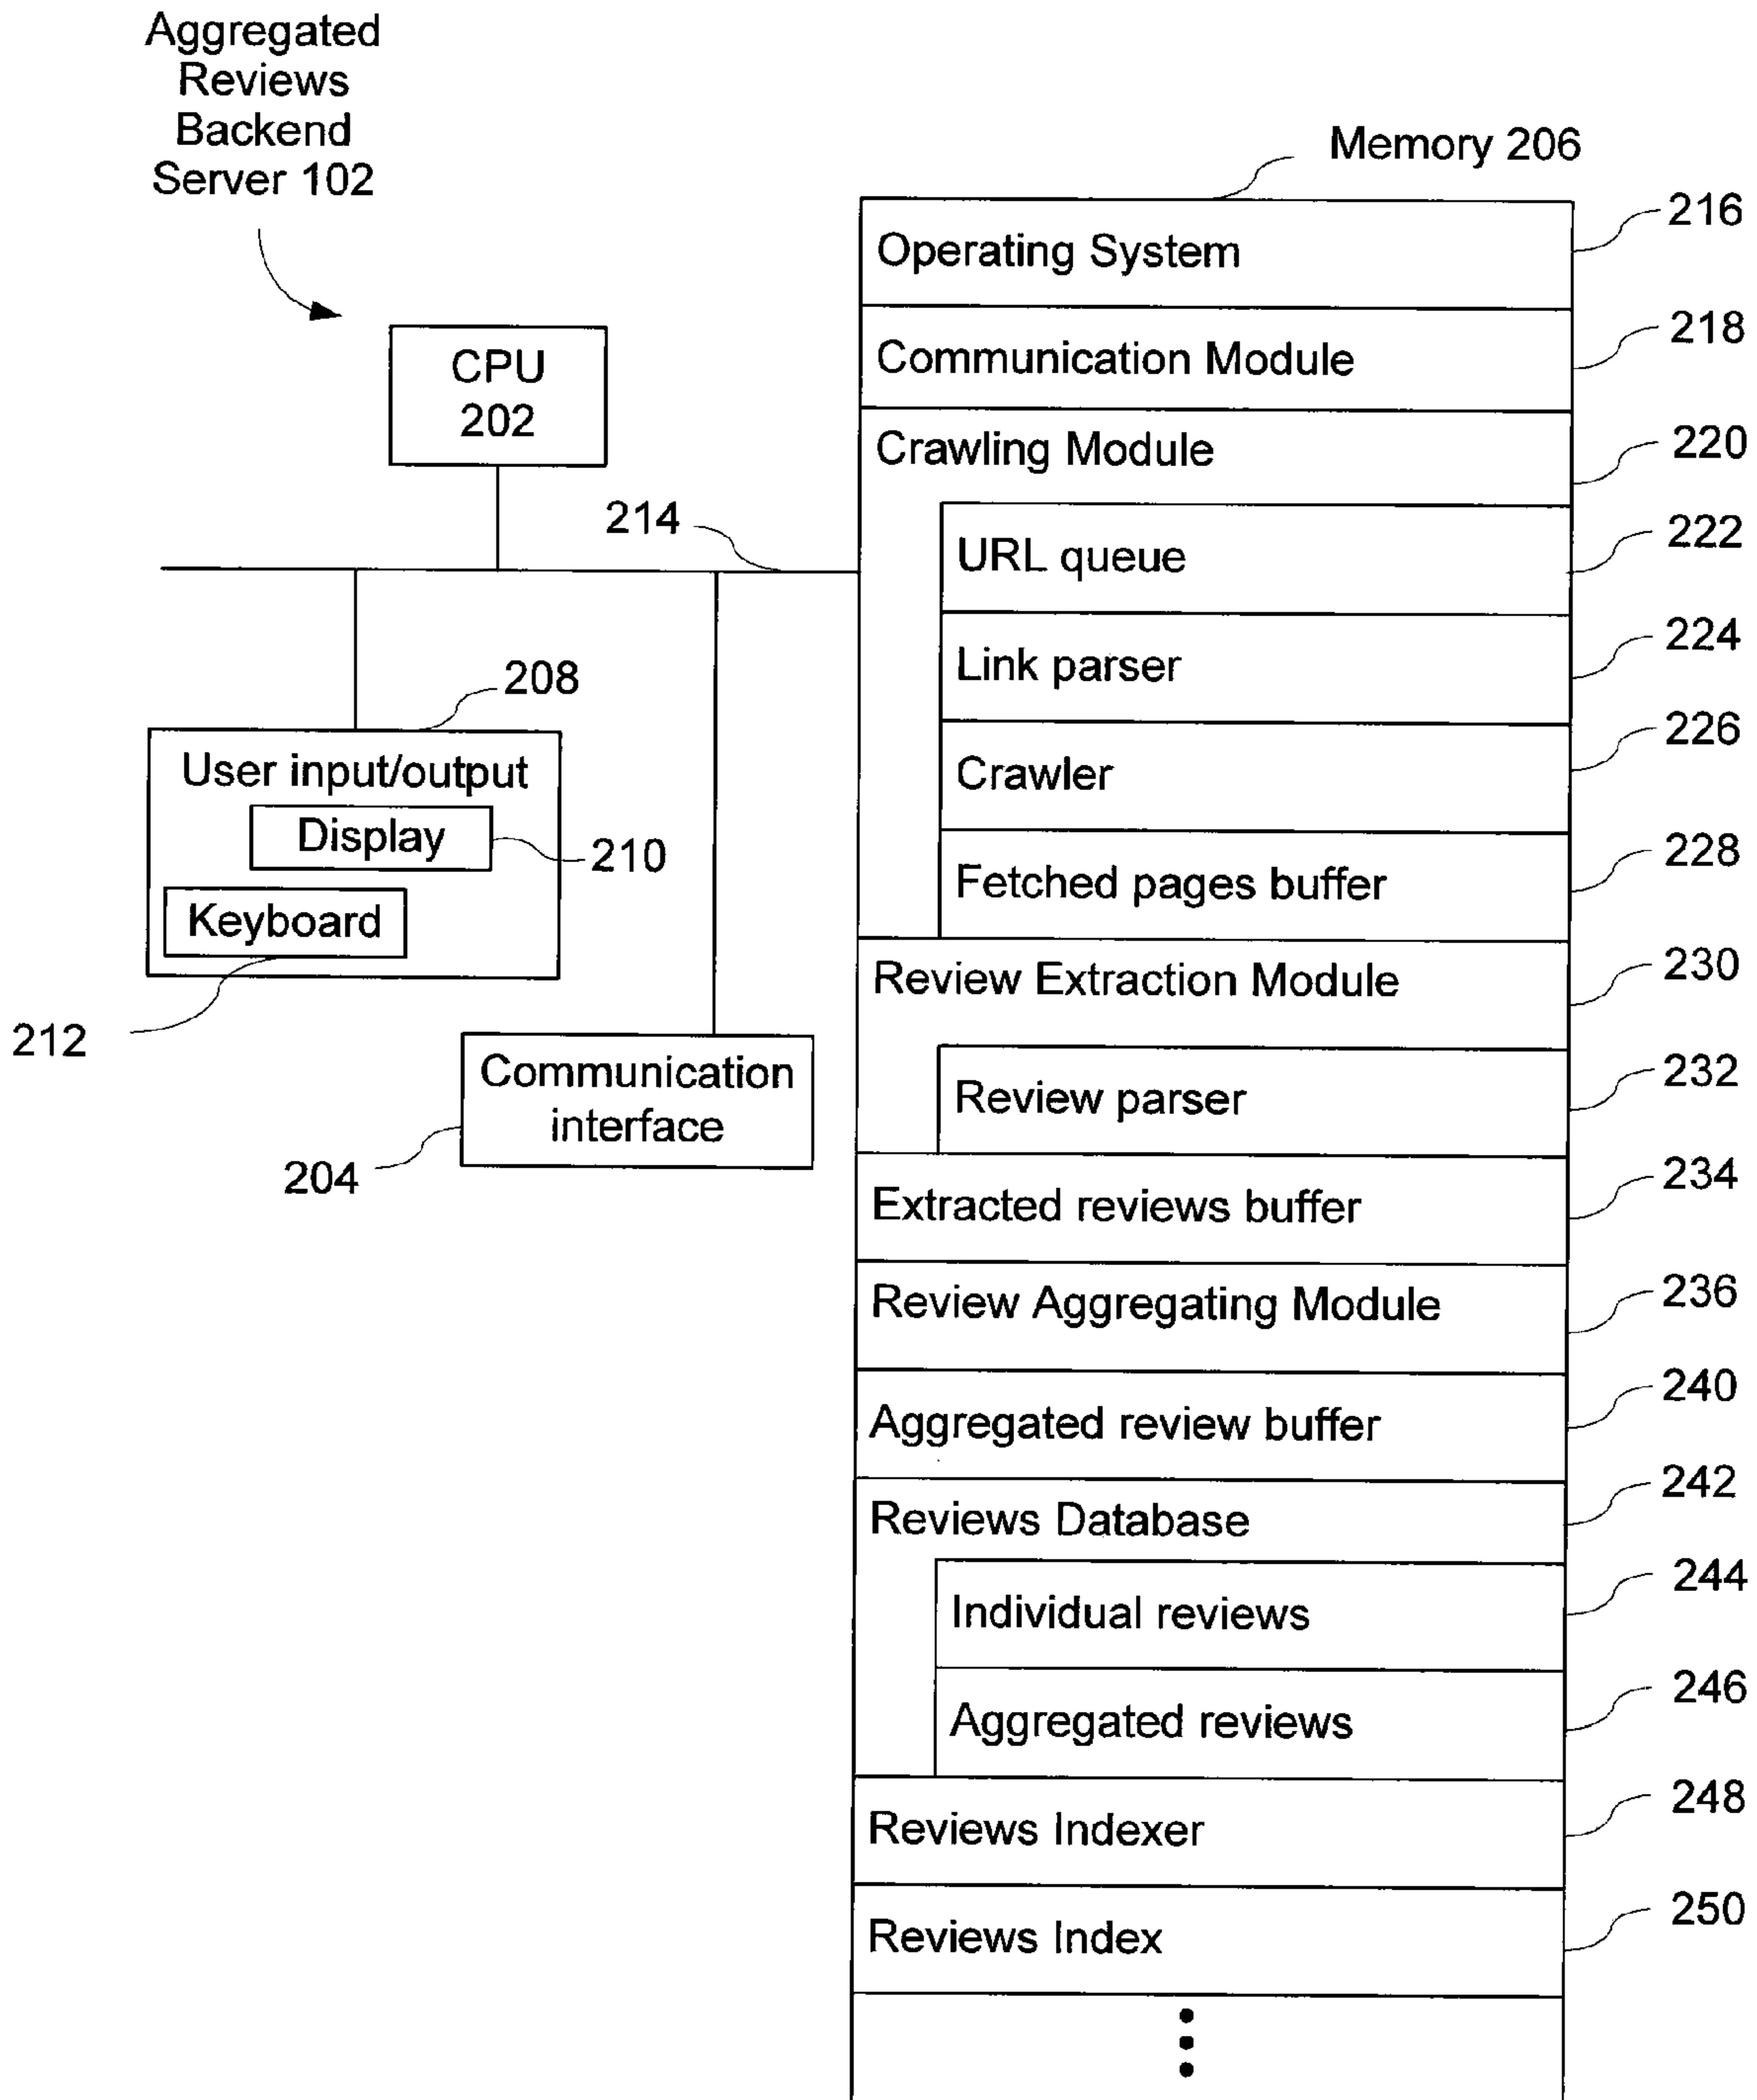 Aggregated
Reviews
Backend
Server 102
Memory 206
Operating System
216
Communication Module
218
CPU
202
Crawling Module
220
214
URL queue
222
Link parser
224
208
User input/output
Display
210
Keyboard
212
Crawler
226
Fetched pages buffer
228
Review Extraction Module
230
Communication
interface
204
Review parser
232
Extracted reviews buffer
234
Review Aggregating Module
236
Aggregated review buffer
240
Reviews Database
242
Individual reviews
244
Aggregated reviews
246
Reviews Indexer
248
Reviews Index
250